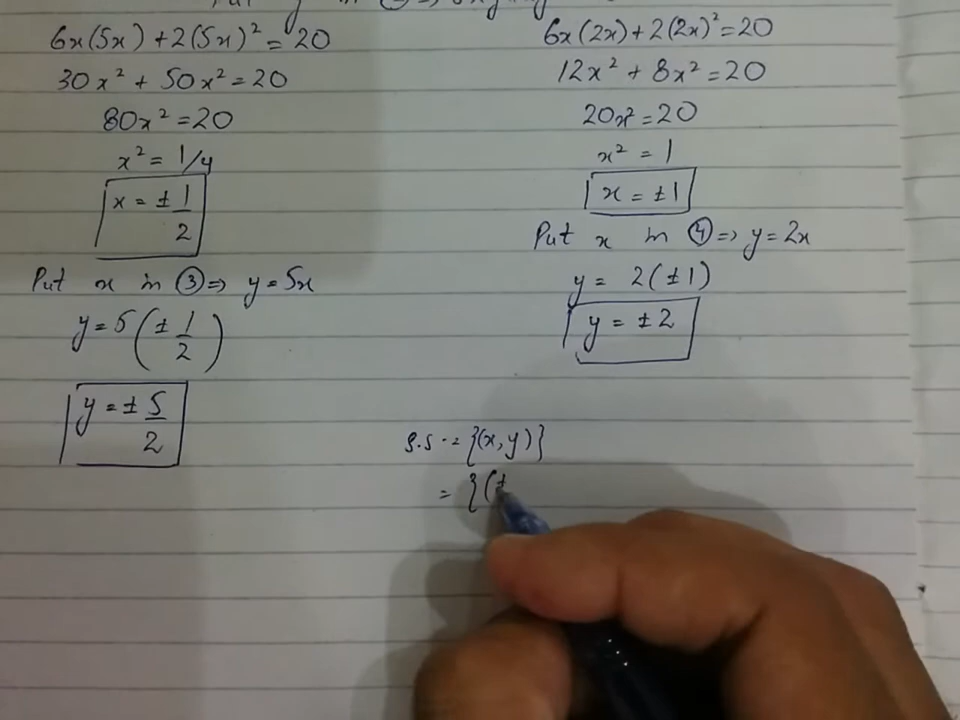 6x(5x) + 2(5x)² = 20
30x² + 50x² = 20
80x² = 20
x² = 1/4
x = ± 1/2
Put x in ③ => y = 5x
y = 5(± 1/2)
y = ± 5/2
6x(2x) + 2(2x)² = 20
12x² + 8x² = 20
20x² = 20
x² = 1
x = ±1
Put x in ④ => y = 2x
y = 2(±1)
y = ±2
S.S. = {(x, y)}
= {(±